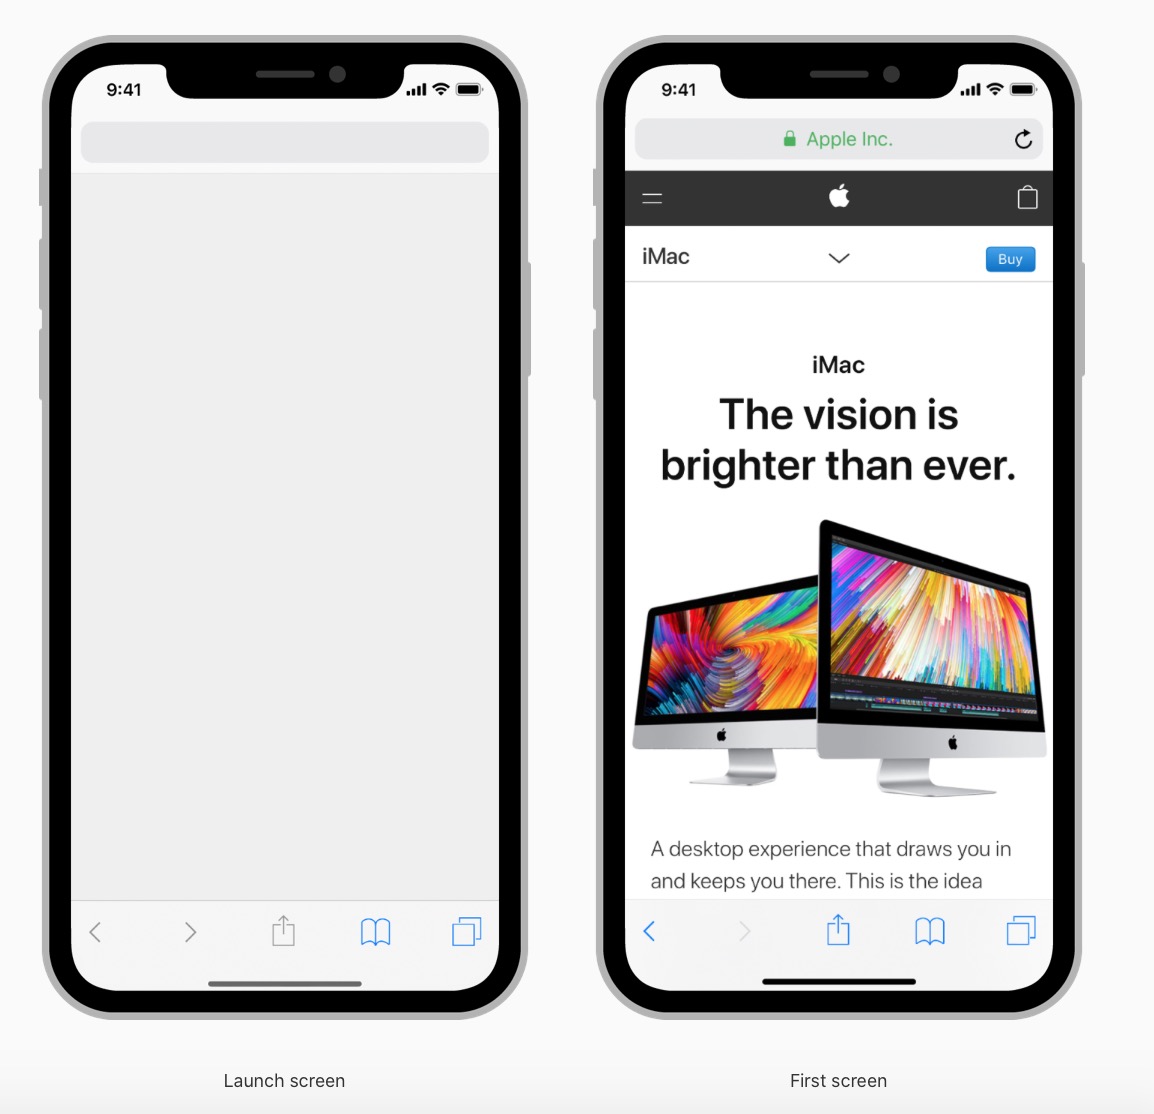 9:41
9:41
Apple Inc.
iMac
Buy
iMac
The vision is
brighter than ever.
A desktop experience that draws you in
and keeps you there. This is the idea
Launch screen
First screen